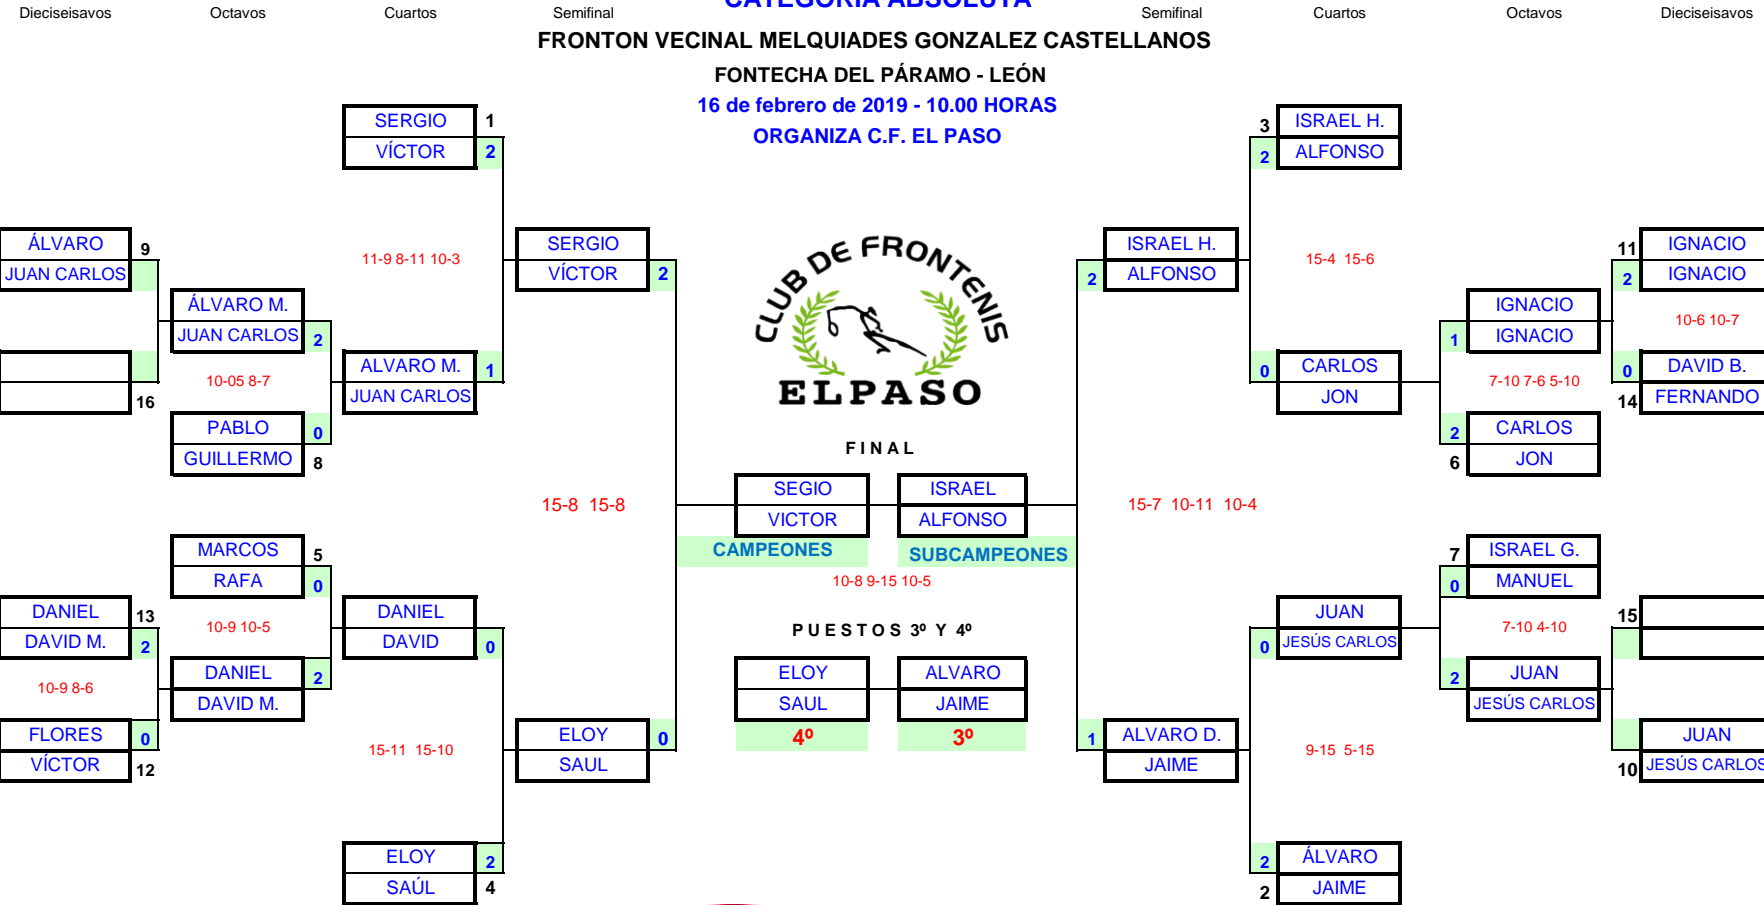 CATEGORIA ABSOLUTA
Dieciseisavos Octavos Cuartos Semifinal Semifinal Cuartos Octavos Dieciseisavos
FRONTON VECINAL MELQUIADES GONZALEZ CASTELLANOS
FONTECHA DEL PÁRAMO - LEÓN
16 de febrero de 2019 - 10.00 HORAS
ORGANIZA C.F. EL PASO
SERGIO 1
VÍCTOR 2
3 ISRAEL H.
2 ALFONSO
ÁLVARO 9
JUAN CARLOS
11-9 8-11 10-3
SERGIO
VÍCTOR 2
CLUB DE FRONTENIS
ELPASO
ISRAEL H.
2 ALFONSO
15-4 15-6
11 IGNACIO
2 IGNACIO
ÁLVARO M.
JUAN CARLOS 2
IGNACIO
1 IGNACIO
10-6 10-7
16
10-05 8-7
ALVARO M. 1
JUAN CARLOS
0 CARLOS
JON
7-10 7-6 5-10
0 DAVID B.
14 FERNANDO
PABLO 0
GUILLERMO 8
2 CARLOS
6 JON
FINAL
15-8 15-8
SEGIO ISRAEL
VICTOR ALFONSO
CAMPEONES SUBCAMPEONES
10-8 9-15 10-5
15-7 10-11 10-4
MARCOS 5
RAFA 0
7 ISRAEL G.
0 MANUEL
DANIEL 13
DAVID M. 2
10-9 10-5
DANIEL
DAVID 0
PUESTOS 3º Y 4º
JUAN
0 JESÚS CARLOS
7-10 4-10
15
10-9 8-6
DANIEL 2
DAVID M.
ELOY ALVARO
SAUL JAIME
4º 3º
2 JUAN
JESÚS CARLOS
FLORES 0
VÍCTOR 12
15-11 15-10
ELOY 0
SAUL
1 ALVARO D.
JAIME
9-15 5-15
JUAN
10 JESÚS CARLOS
ELOY 2
SAÚL 4
2 ÁLVARO
2 JAIME